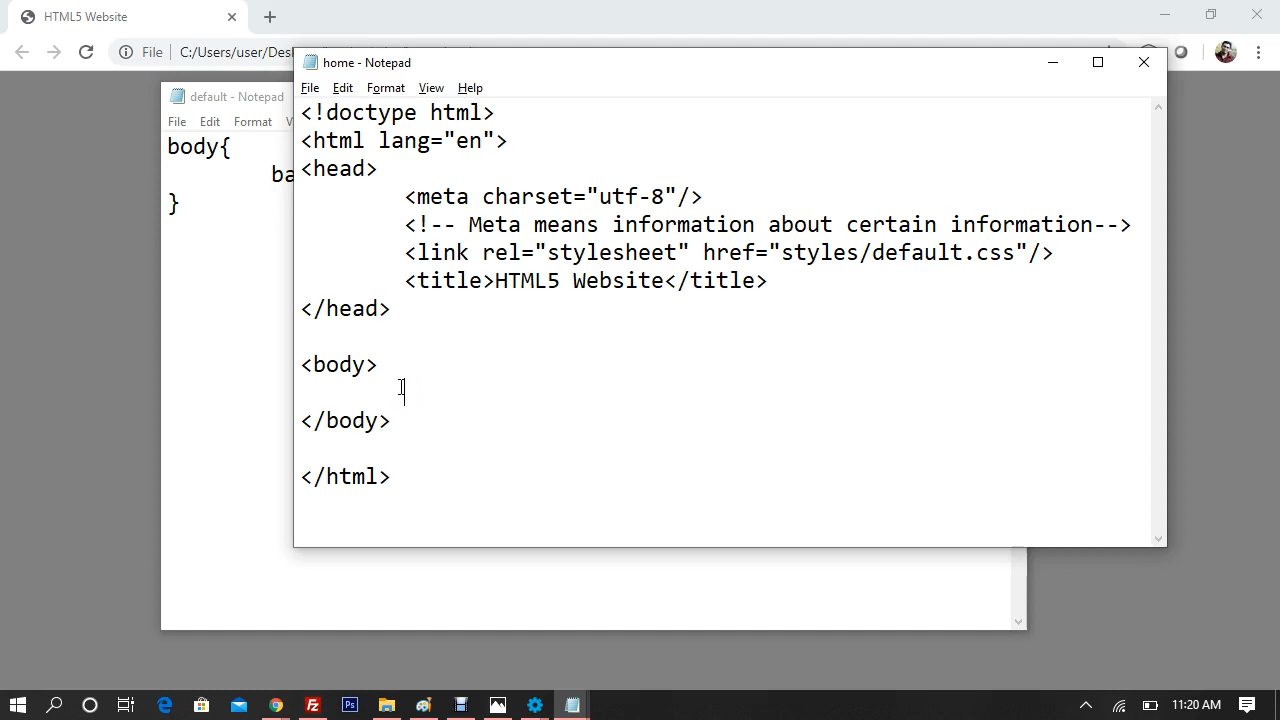 HTML5 Website
File
C:/Users/user/Des
default - Notepad
File Edit Format V
body{
ba
}
home - Notepad
File Edit Format View Help
<!doctype html>
<html lang="en">
<head>
<meta charset="utf-8"/>
<!-- Meta means information about certain information-->
<link rel="stylesheet" href="styles/default.css"/>
<title>HTML5 Website</title>
</head>
<body>
</body>
</html>
11:20 AM